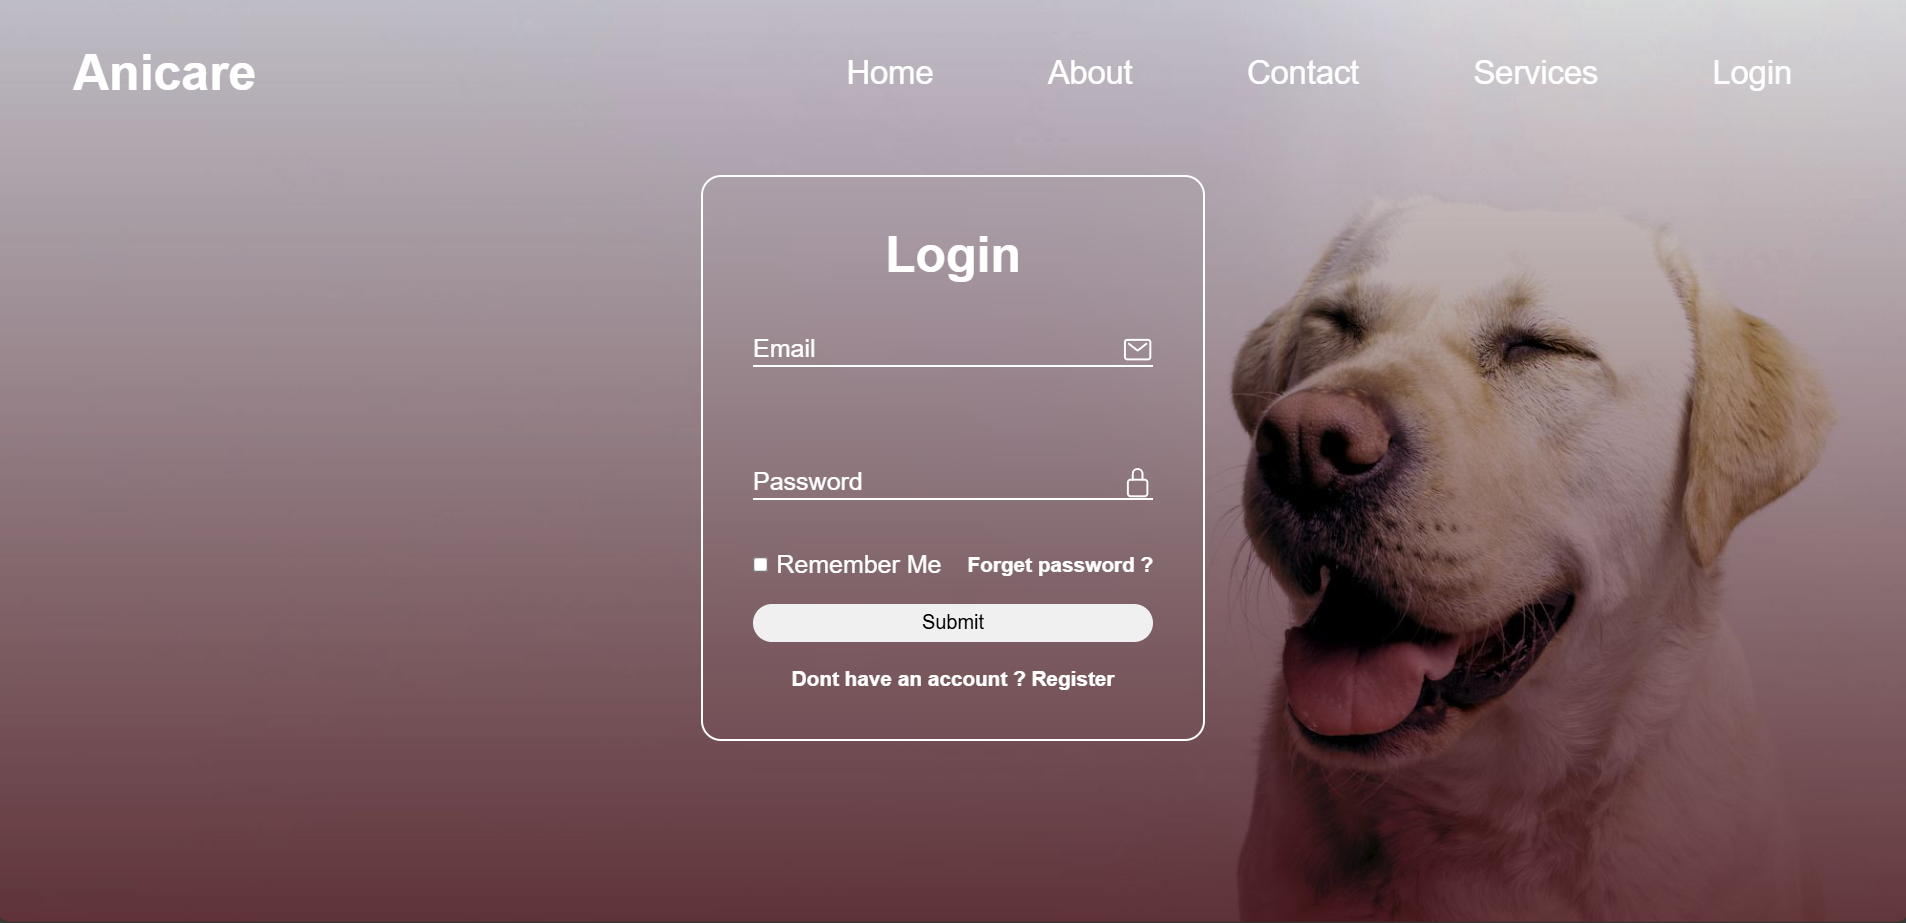 Anicare
Home About Contact Services Login
Login
Email
Password
Remember Me Forget password ?
Submit
Dont have an account ? Register